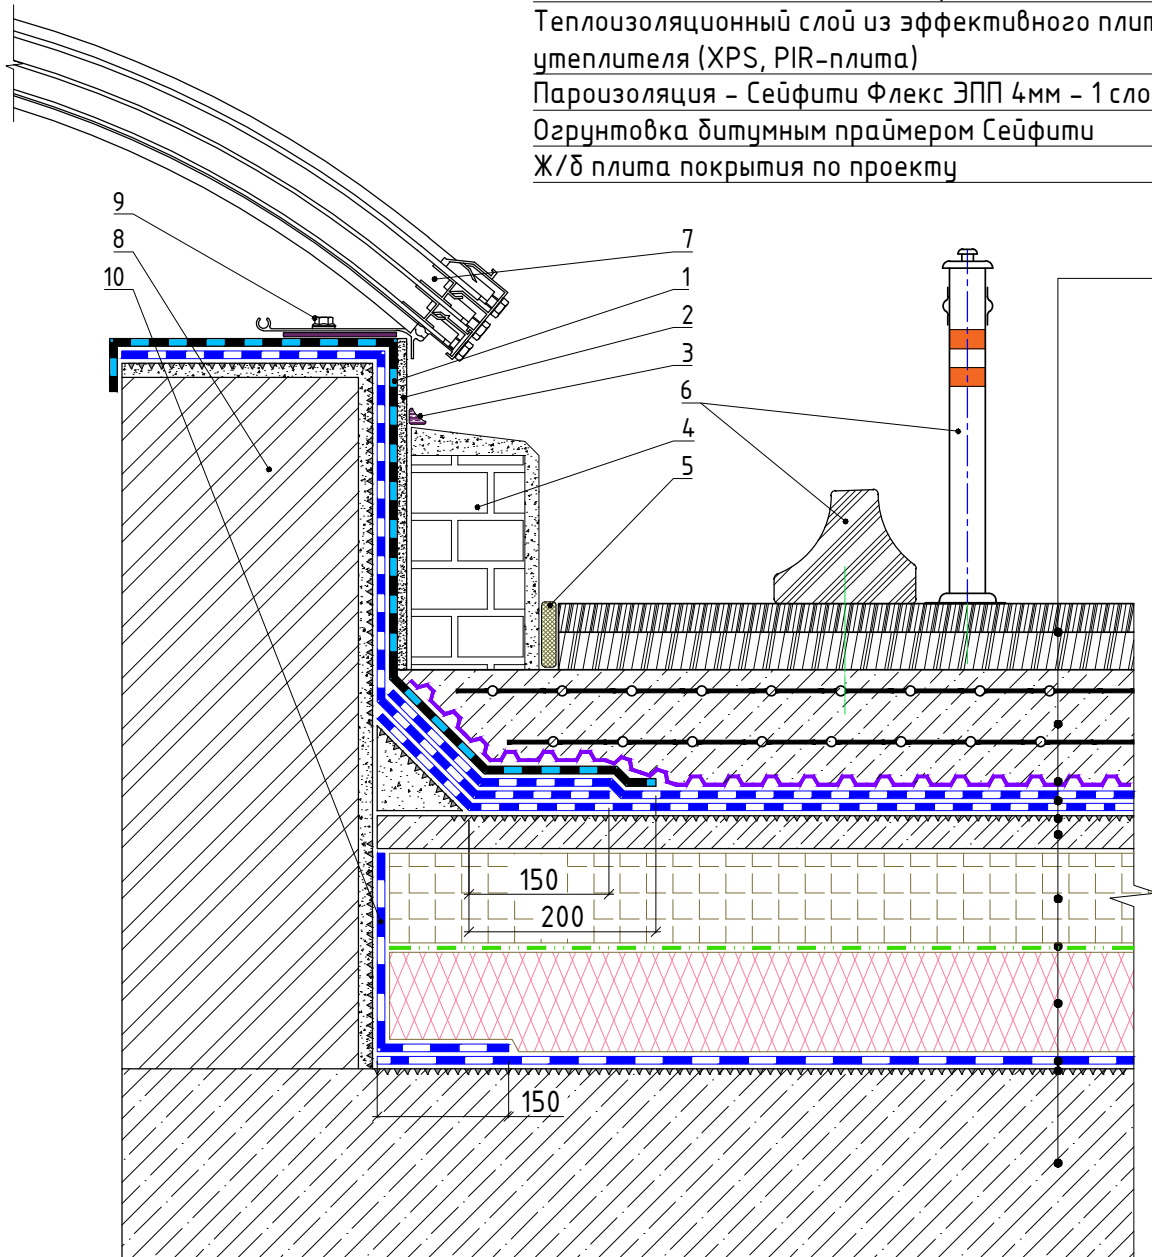 Теплоизоляционный слой из эффективного плит
утеплителя (XPS, PIR-плита)
Пароизоляция - Сейфити Флекс ЭПП 4мм - 1 сло
Огрунтовка битумным праймером Сейфити
Ж/б плита покрытия по проекту
9
8
10
7
1
2
3
6
4
5
150
200
150